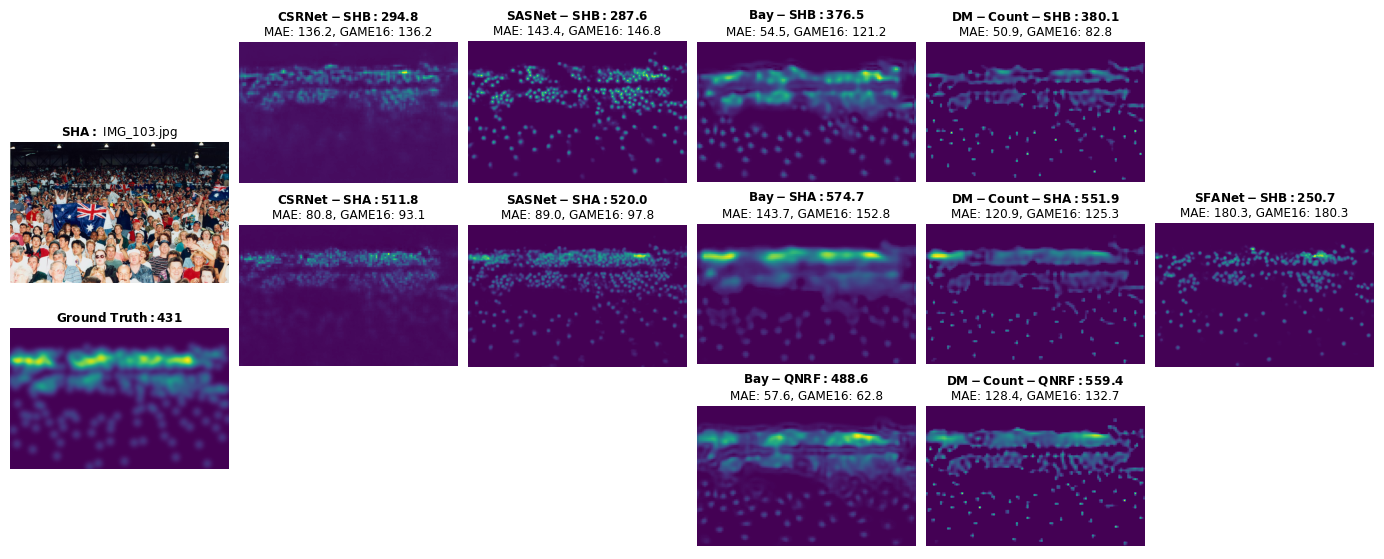 CSRNet − SHB: 294.8
MAE: 136.2, GAME16: 136.2
SASNet − SHB: 287.6
MAE: 143.4, GAME16: 146.8
Bay − SHB: 376.5
MAE: 54.5, GAME16: 121.2
DM − Count − SHB: 380.1
MAE: 50.9, GAME16: 82.8
SHA: IMG_103.jpg
CSRNet − SHA: 511.8
MAE: 80.8, GAME16: 93.1
SASNet − SHA: 520.0
MAE: 89.0, GAME16: 97.8
Bay − SHA: 574.7
MAE: 143.7, GAME16: 152.8
DM − Count − SHA: 551.9
MAE: 120.9, GAME16: 125.3
SFANet − SHB: 250.7
MAE: 180.3, GAME16: 180.3
Ground Truth: 431
Bay − QNRF: 488.6
MAE: 57.6, GAME16: 62.8
DM − Count − QNRF: 559.4
MAE: 128.4, GAME16: 132.7